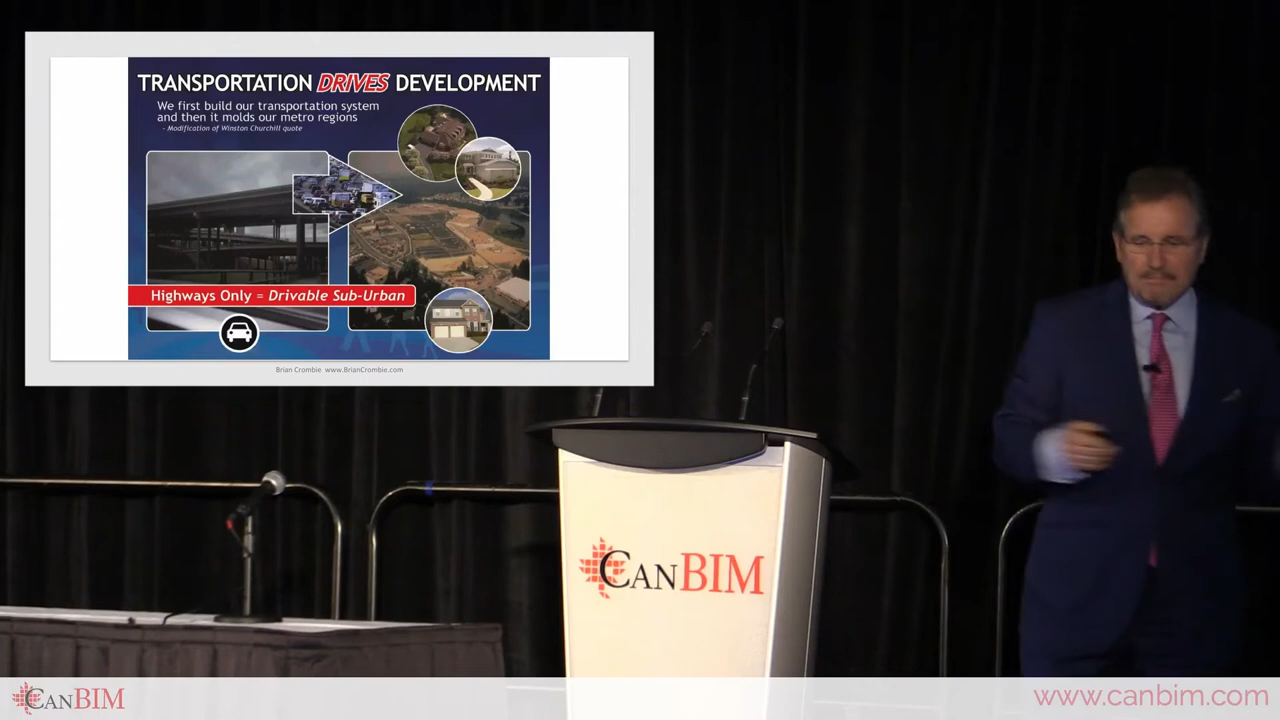 TRANSPORTATION DRIVES DEVELOPMENT
We first build our transportation system
and then it molds our metro regions
- Modification of Winston Churchill quote
Highways Only = Drivable Sub-Urban
Brian Crombie www.BrianCrombie.com
CANBIM
CANBIM
www.canbim.com